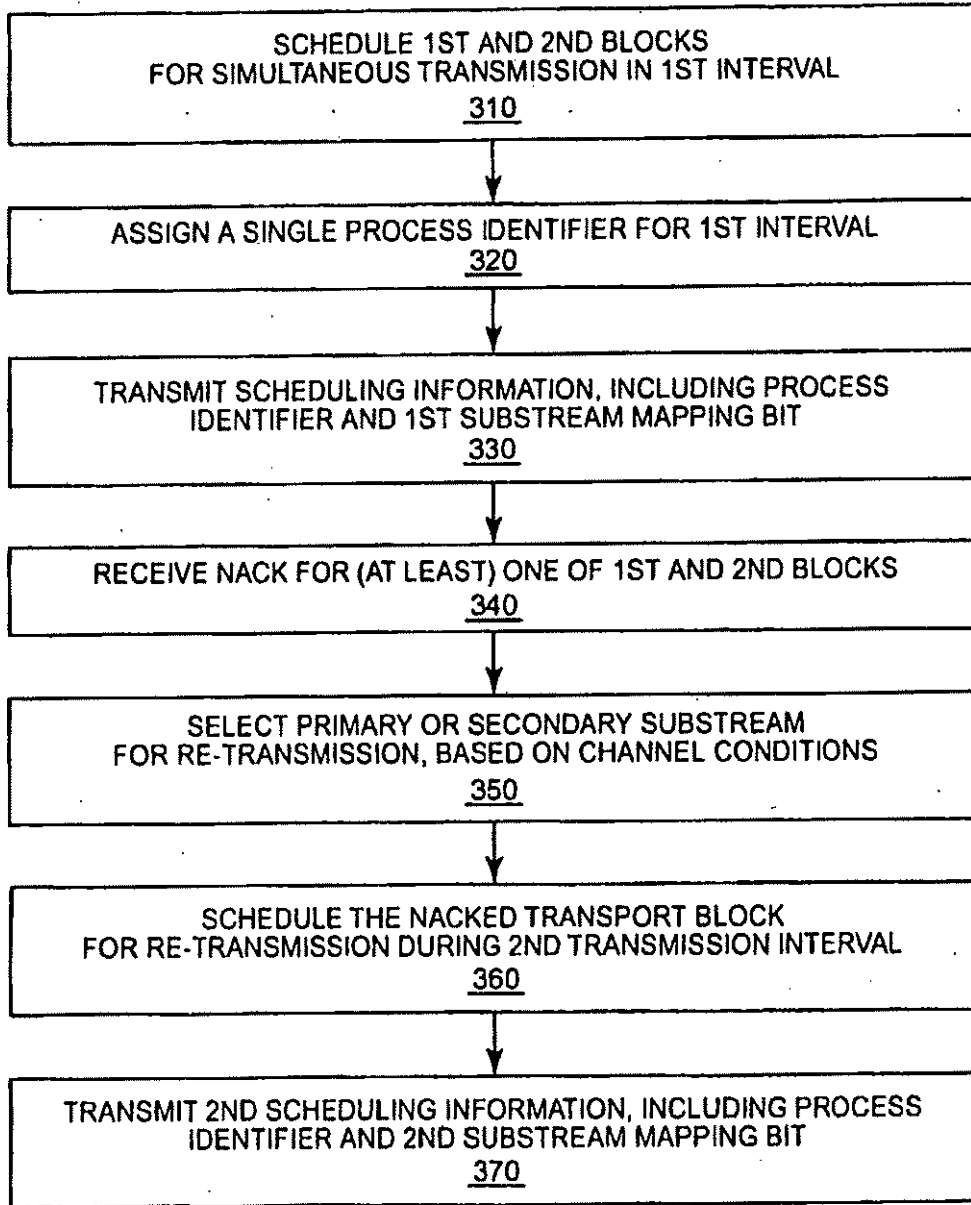 SCHEDULE 1ST AND 2ND BLOCKS
FOR SIMULTANEOUS TRANSMISSION IN 1ST INTERVAL
310
ASSIGN A SINGLE PROCESS IDENTIFIER FOR 1ST INTERVAL
320
TRANSMIT SCHEDULING INFORMATION, INCLUDING PROCESS
IDENTIFIER AND 1ST SUBSTREAM MAPPING BIT
330
RECEIVE NACK FOR (AT LEAST) ONE OF 1ST AND 2ND BLOCKS
340
SELECT PRIMARY OR SECONDARY SUBSTREAM
FOR RE-TRANSMISSION, BASED ON CHANNEL CONDITIONS
350
SCHEDULE THE NACKED TRANSPORT BLOCK
FOR RE-TRANSMISSION DURING 2ND TRANSMISSION INTERVAL
360
TRANSMIT 2ND SCHEDULING INFORMATION, INCLUDING PROCESS
IDENTIFIER AND 2ND SUBSTREAM MAPPING BIT
370